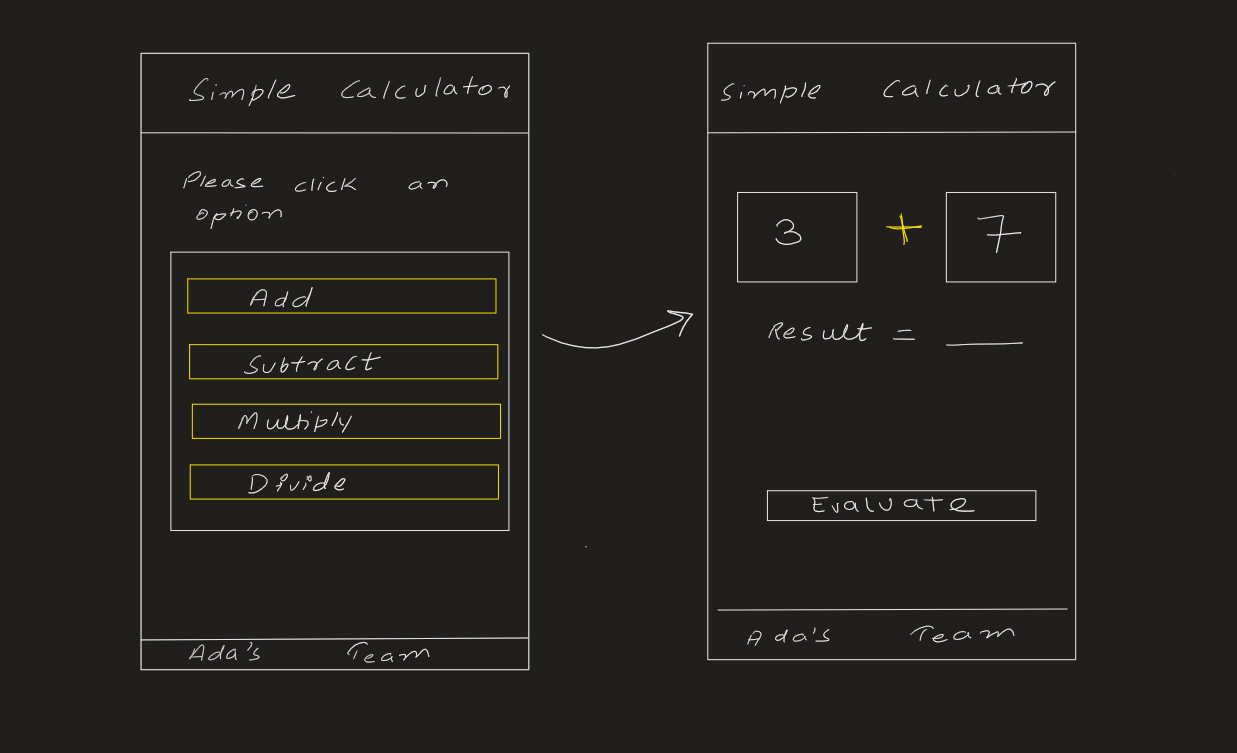 Simple Calculator
Please click an
option
Add
Subtract
Multiply
Divide
Ada's Team
Simple Calculator
3 + 7
Result = ____
Evaluate
Ada's Team